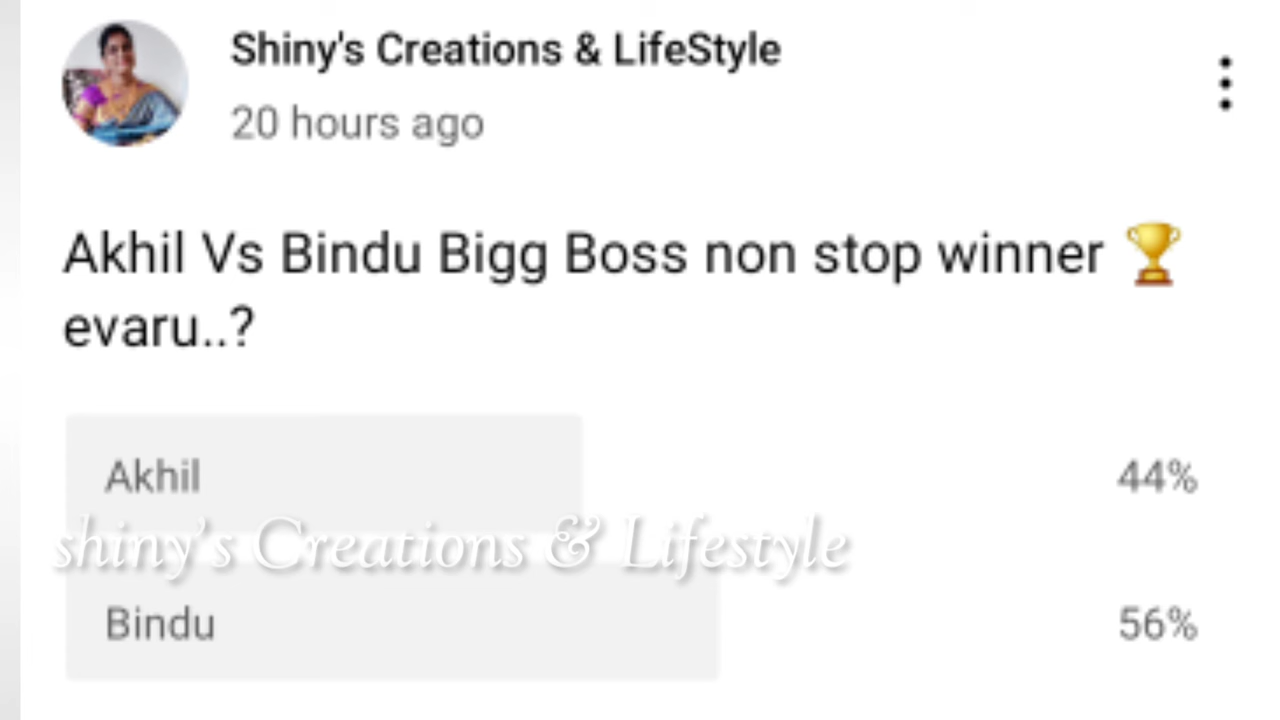 Shiny's Creations & LifeStyle
20 hours ago
Akhil Vs Bindu Bigg Boss non stop winner 🏆
evaru..?
Akhil 44%
shiny's Creations & Lifestyle
Bindu 56%